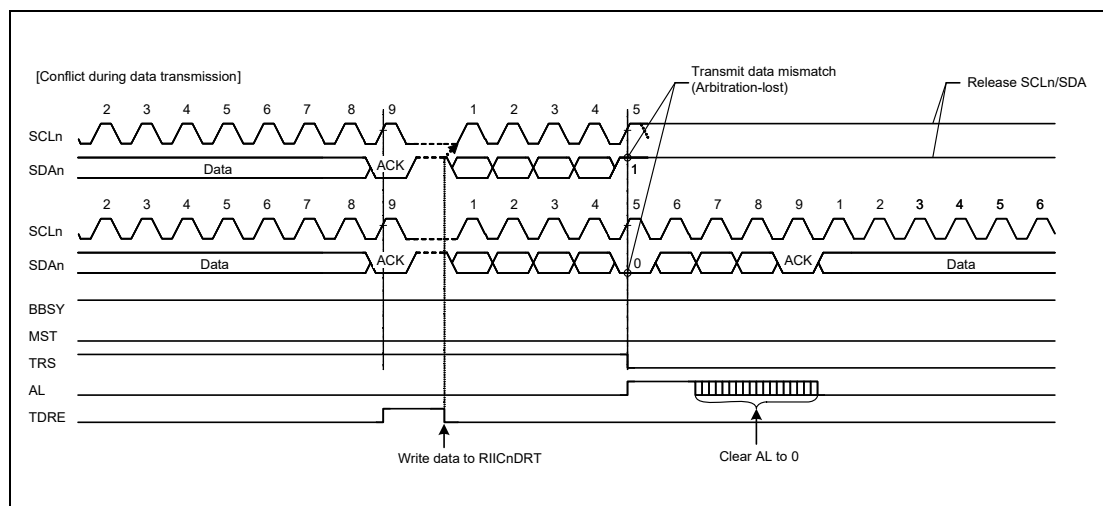 [Conflict during data transmission]
Transmit data mismatch
(Arbitration-lost)
Release SCLn/SDA
2 3 4 5 6 7 8 9 1 2 3 4 5
SCLn
SDAn Data ACK 1
2 3 4 5 6 7 8 9 1 2 3 4 5 6 7 8 9 1 2 3 4 5 6
SCLn
SDAn Data ACK 0 ACK Data
BBSY
MST
TRS
AL
TDRE
Write data to RIICnDRT Clear AL to 0